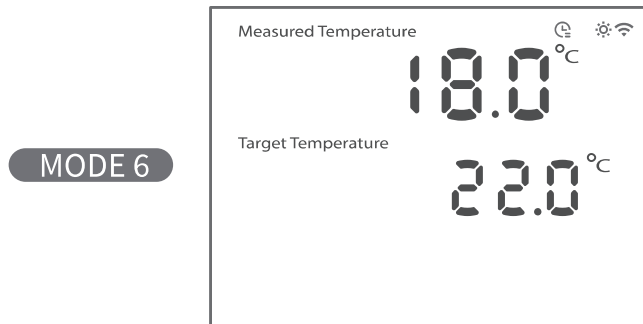 Measured Temperature
18.0°C
MODE 6
Target Temperature
22.0°C